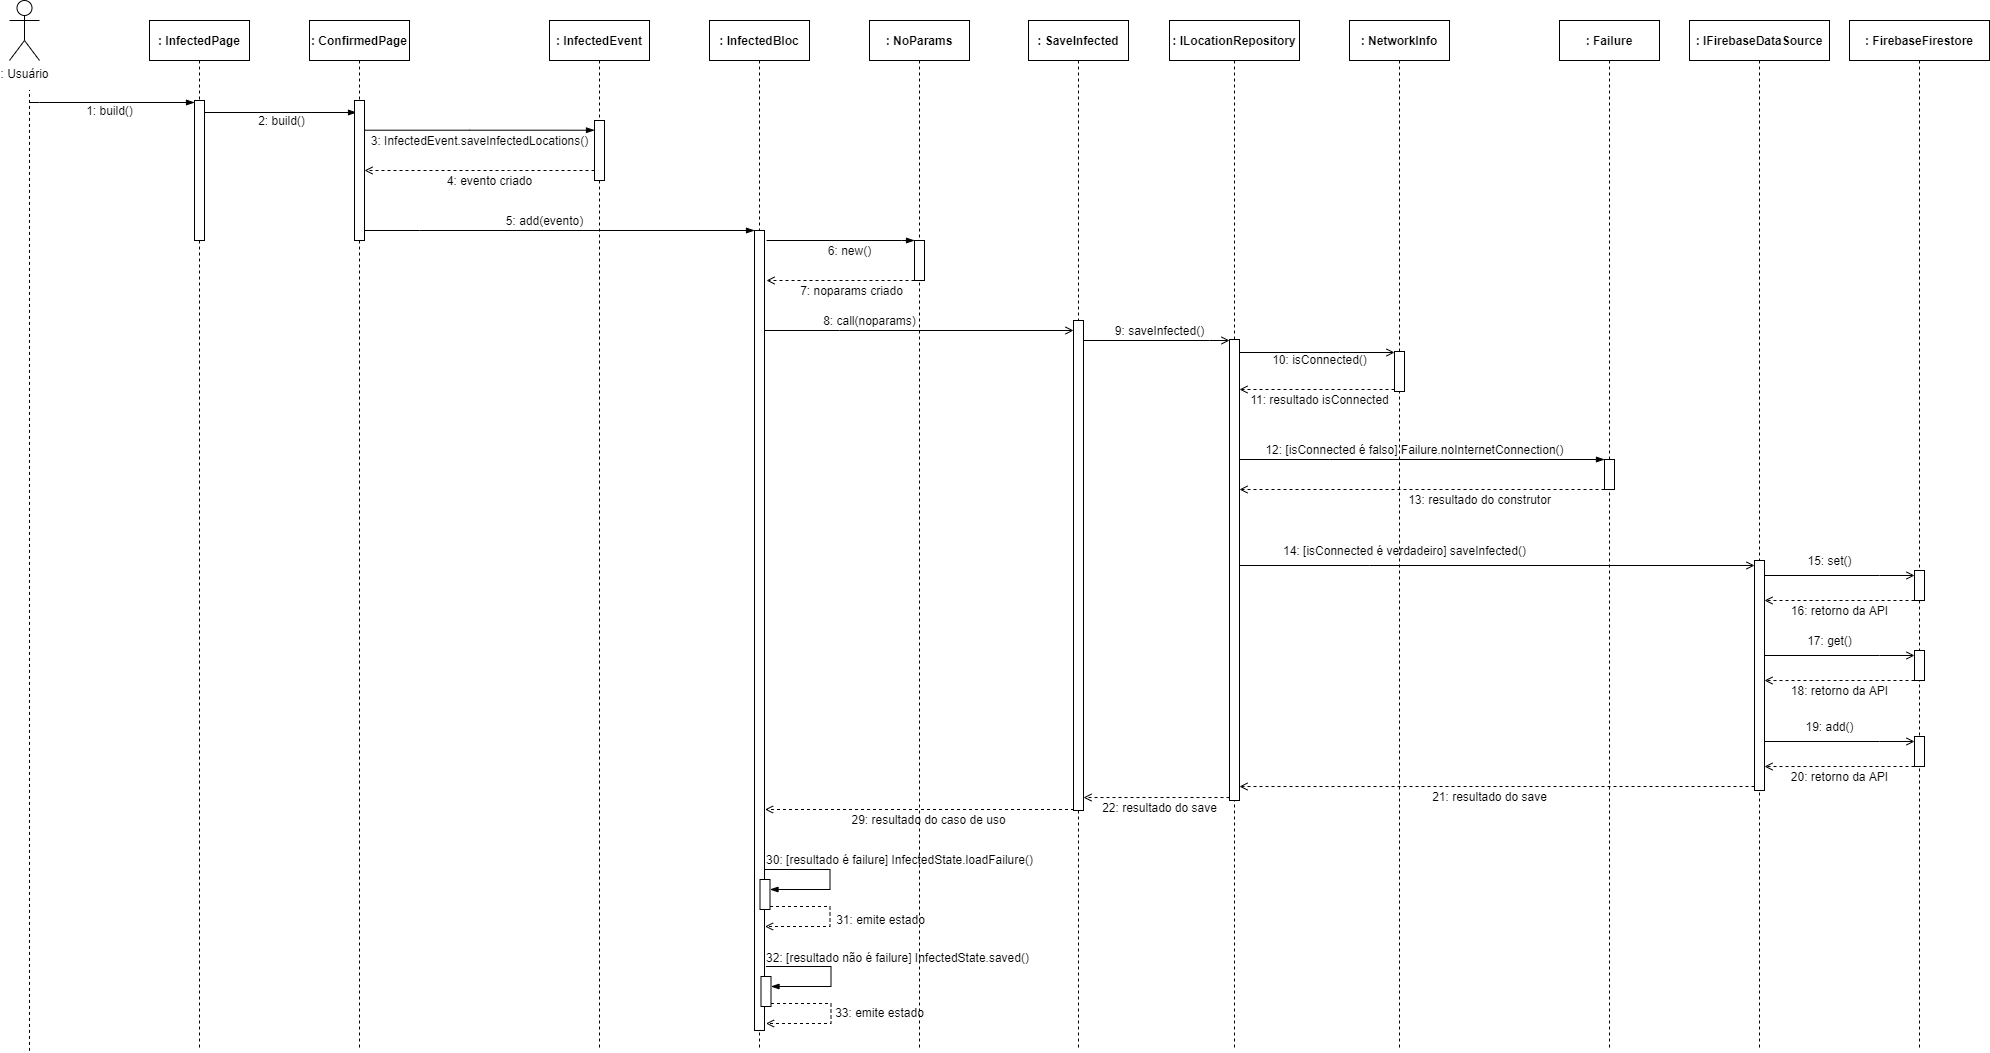 : Usuário
: InfectedPage
: ConfirmedPage
: InfectedEvent
: InfectedBloc
: NoParams
: SaveInfected
: ILocationRepository
: NetworkInfo
: Failure
: IFirebaseDataSource
: FirebaseFirestore
1: build()
2: build()
3: InfectedEvent.saveInfectedLocations()
4: evento criado
5: add(evento)
6: new()
7: noparams criado
8: call(noparams)
9: saveInfected()
10: isConnected()
11: resultado isConnected
12: [isConnected é falso] Failure.noInternetConnection()
13: resultado do construtor
14: [isConnected é verdadeiro] saveInfected()
15: set()
16: retorno da API
17: get()
18: retorno da API
19: add()
20: retorno da API
21: resultado do save
22: resultado do save
29: resultado do caso de uso
30: [resultado é failure] InfectedState.loadFailure()
31: emite estado
32: [resultado não é failure] InfectedState.saved()
33: emite estado